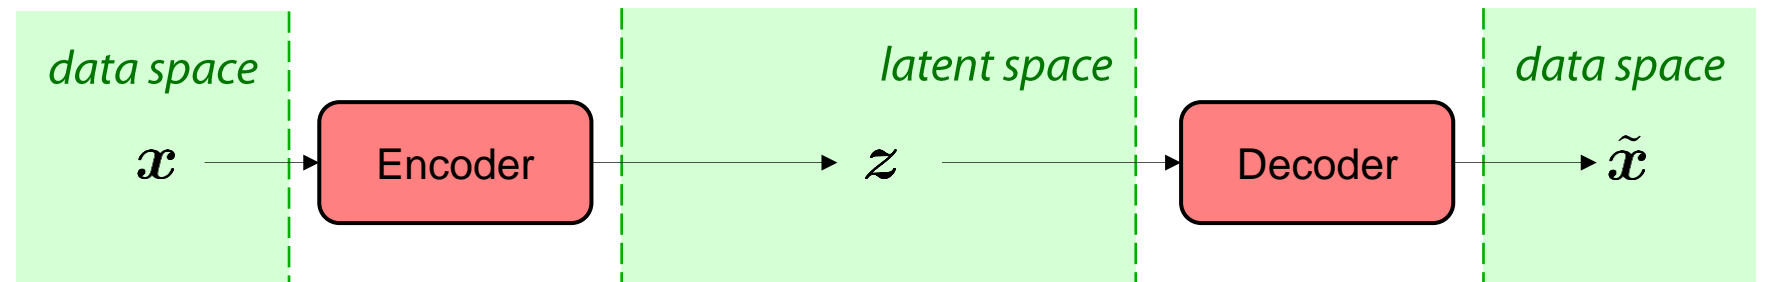 data space
latent space
data space
x
Encoder
z
Decoder
x̃